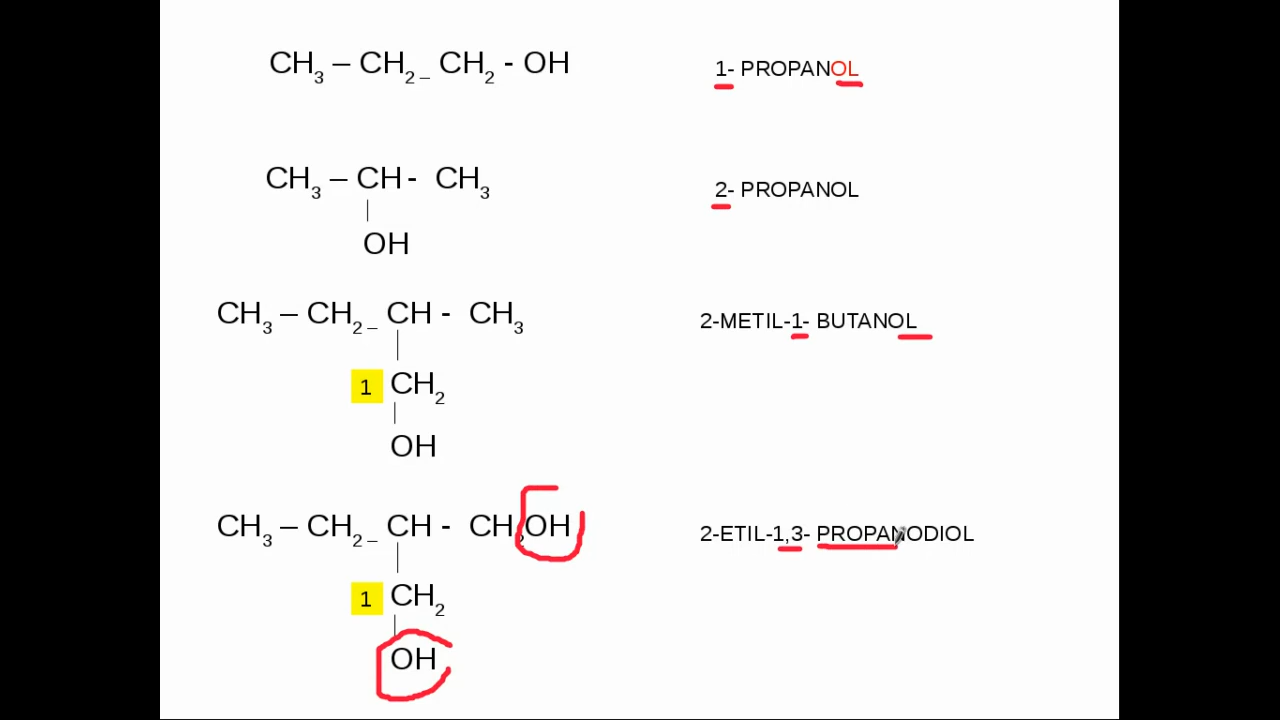 CH3 – CH2 – CH2 - OH 1- PROPANOL
CH3 – CH - CH3 2- PROPANOL
OH
CH3 – CH2 – CH - CH3 2-METIL-1- BUTANOL
1 CH2
OH
CH3 – CH2 – CH - CH2OH 2-ETIL-1,3- PROPANODIOL
1 CH2
OH